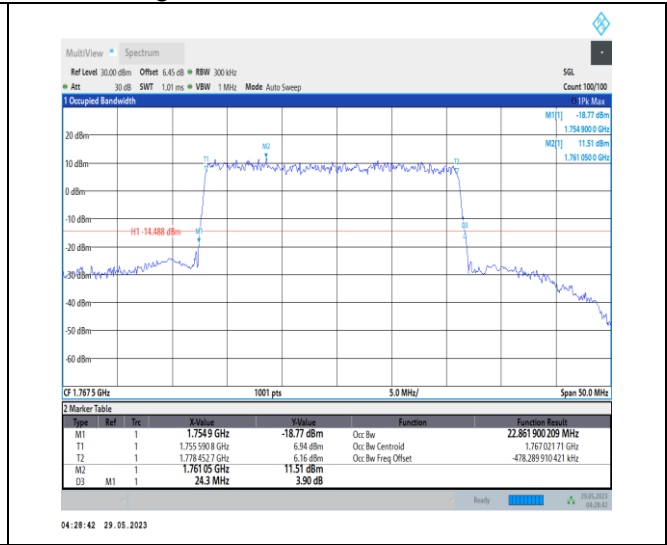 MultiView Spectrum
Ref Level 30.00 dBm Offset 6.45 dB RBW 300 kHz SGL
Att 30 dB SWT 1.01 ms VBW 1 MHz Mode Auto Sweep Count 100/100
1 Occupied Bandwidth 1Pk Max
M1[1] -18.77 dBm
1.754 900 0 GHz
M2[1] 11.51 dBm
1.761 050 0 GHz
20 dBm
M2
10 dBm
T1
T2
0 dBm
-10 dBm
H1 -14.488 dBm
M1
D3
-20 dBm
-30 dBm
-40 dBm
-50 dBm
-60 dBm
CF 1.767 5 GHz 1001 pts 5.0 MHz/ Span 50.0 MHz
2 Marker Table
Type Ref Trc X-Value Y-Value Function Function Result
M1 1 1.754 9 GHz -18.77 dBm Occ Bw 22.861 900 209 MHz
T1 1 1.755 590 8 GHz 6.94 dBm Occ Bw Centroid 1.767 021 71 GHz
T2 1 1.778 452 7 GHz 6.16 dBm Occ Bw Freq Offset -478.289 910 421 kHz
M2 1 1.761 05 GHz 11.51 dBm
D3 M1 1 24.3 MHz 3.90 dB
Ready 29.05.2023
04:28:42
04:28:42 29.05.2023